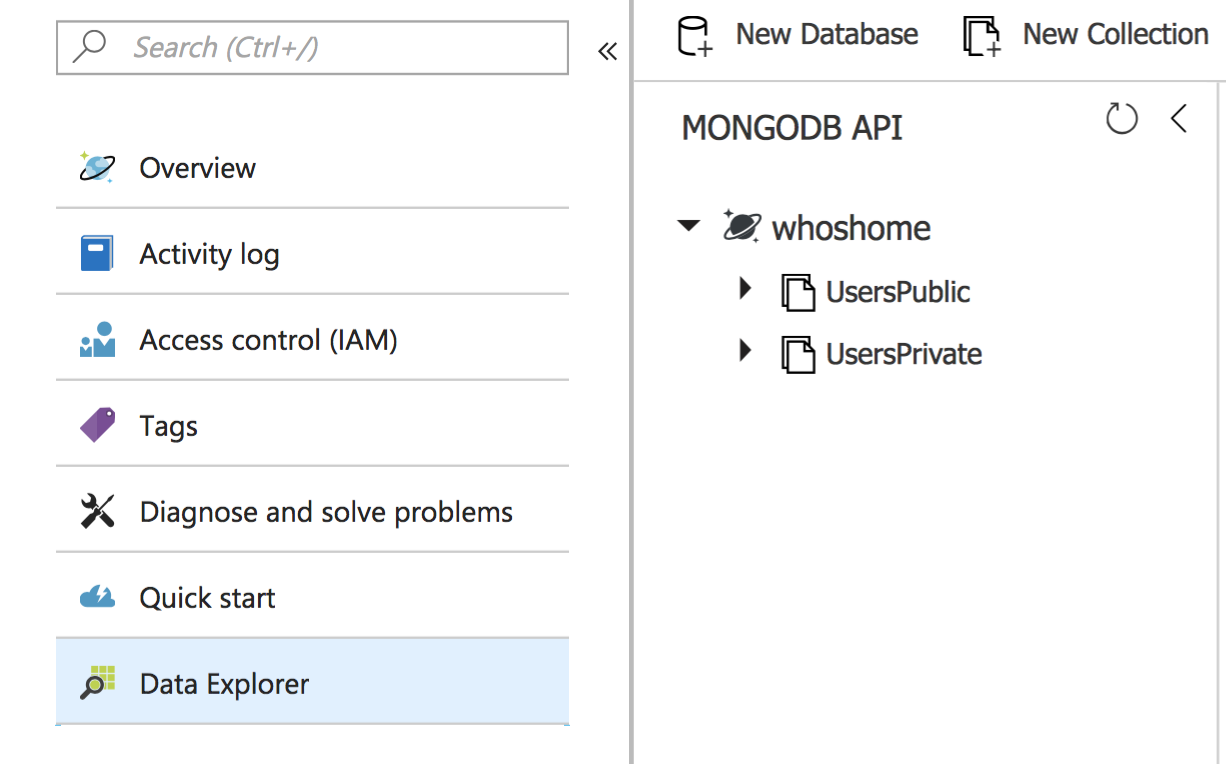 Search (Ctrl+/)
Overview
Activity log
Access control (IAM)
Tags
Diagnose and solve problems
Quick start
Data Explorer
New Database
New Collection
MONGODB API
whoshome
UsersPublic
UsersPrivate